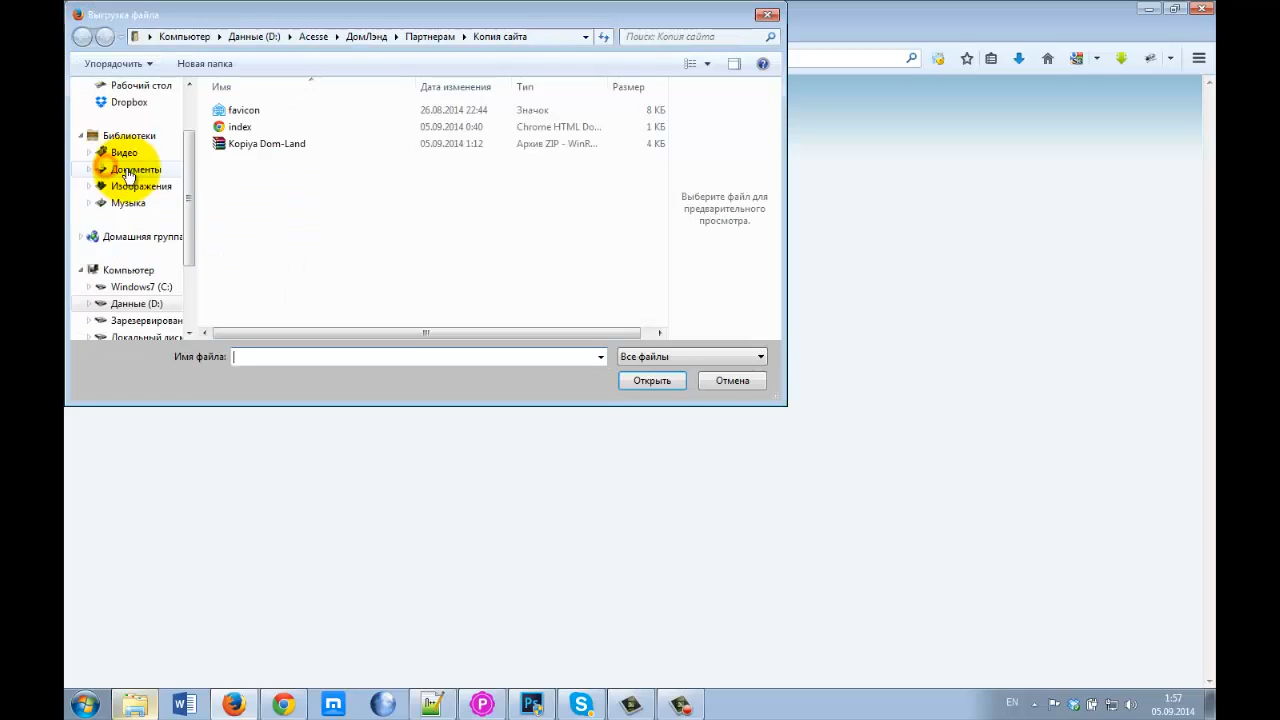 Выгрузка файла
Компьютер
Данные (D:)
Acesse
ДомЛэнд
Партнерам
Копия сайта
Поиск: Копия сайта
Упорядочить
Новая папка
Имя
Дата изменения
Тип
Размер
favicon
26.08.2014 22:44
Значок
8 КБ
index
05.09.2014 0:40
Chrome HTML Do...
1 КБ
Kopiya Dom-Land
05.09.2014 1:12
Архив ZIP - WinR...
4 КБ
Рабочий стол
Dropbox
Библиотеки
Видео
Документы
Изображения
Музыка
Домашняя группа
Компьютер
Windows7 (C:)
Данные (D:)
Зарезервирован
Локальный диск
Выберите файл для
предварительного
просмотра.
Имя файла:
Все файлы
Открыть
Отмена
EN
1:57
05.09.2014